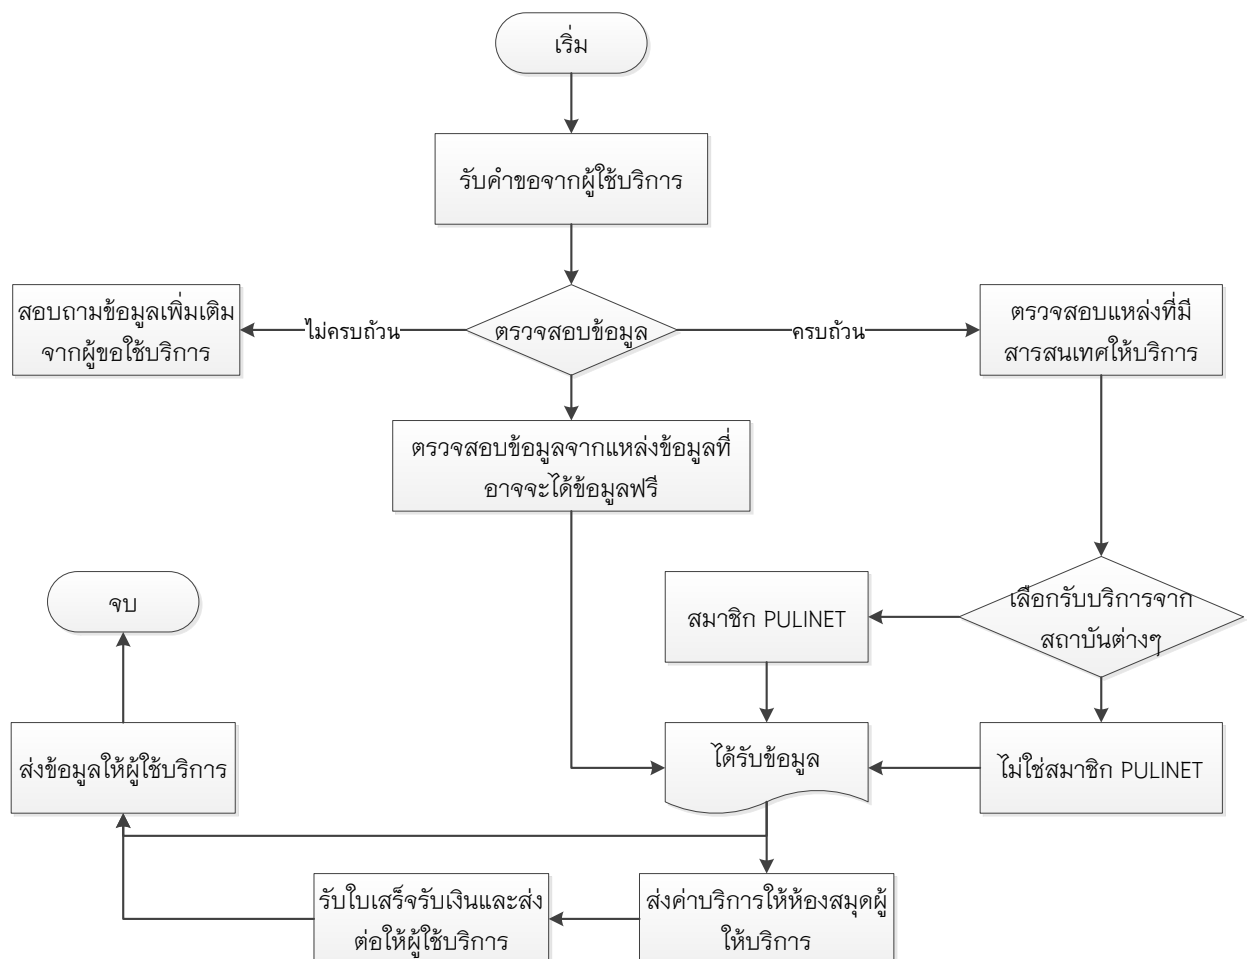 เริ่ม
รับคำขอจากผู้ใช้บริการ
สอบถามข้อมูลเพิ่มเติม
จากผู้ขอใช้บริการ
ไม่ครบถ้วน
ตรวจสอบข้อมูล
ครบถ้วน
ตรวจสอบแหล่งที่มี
สารสนเทศให้บริการ
ตรวจสอบข้อมูลจากแหล่งข้อมูลที่
อาจจะได้ข้อมูลฟรี
จบ
สมาชิก PULINET
เลือกรับบริการจาก
สถาบันต่างๆ
ส่งข้อมูลให้ผู้ใช้บริการ
ได้รับข้อมูล
ไม่ใช่สมาชิก PULINET
รับใบเสร็จรับเงินและส่ง
ต่อให้ผู้ใช้บริการ
ส่งค่าบริการให้ห้องสมุดผู้
ให้บริการ